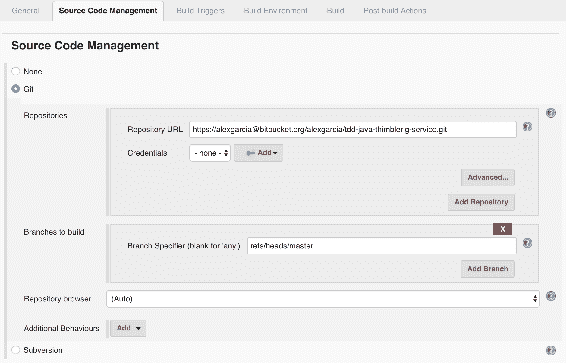 General Source Code Management Build Triggers Build Environment Build Post-build Actions
Source Code Management
None
Git
Repositories
Repository URL https://alexgarcia@bitbucket.org/alexgarcia/tdd-java-thimblerig-service.git
Credentials - none - Add
Advanced...
Add Repository
X
Branches to build
Branch Specifier (blank for 'any') refs/heads/master
Add Branch
Repository browser (Auto)
Additional Behaviours Add
Subversion